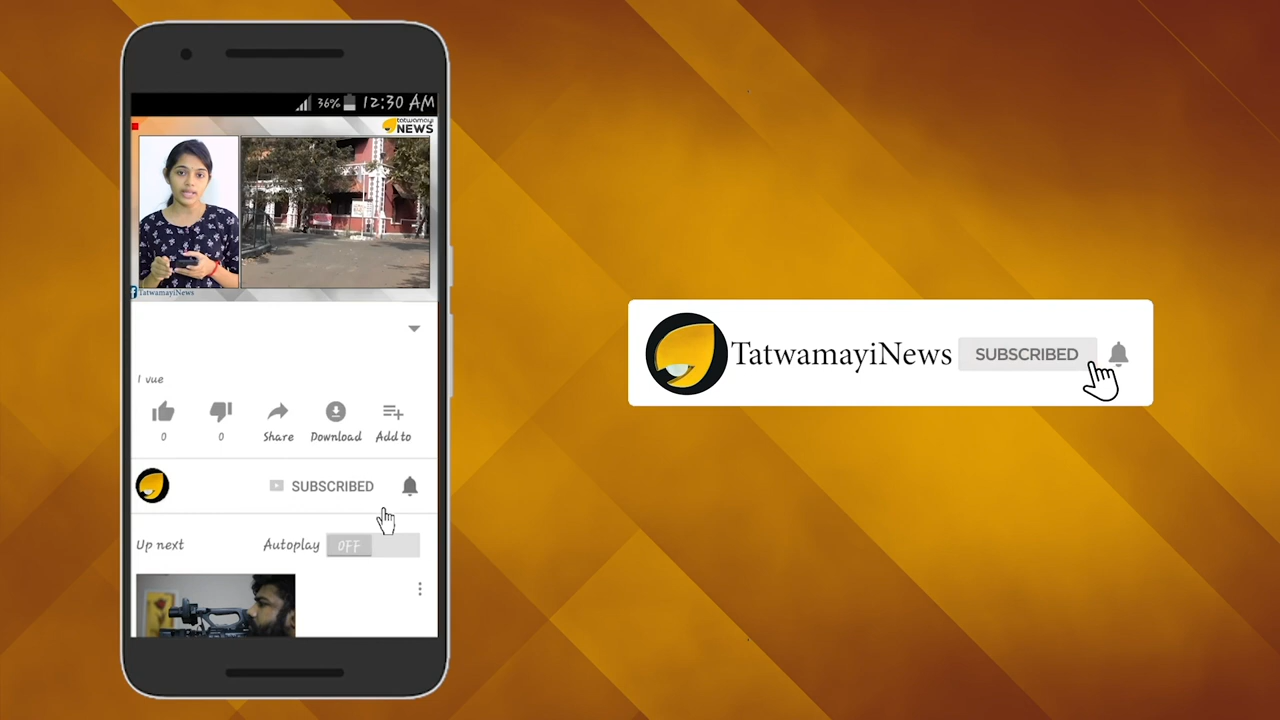 36% 12:30 AM
tatwamayi
NEWS
TatwamayiNews
1 vue
0 0 Share Download Add to
SUBSCRIBED
Up next Autoplay OFF
TatwamayiNews SUBSCRIBED